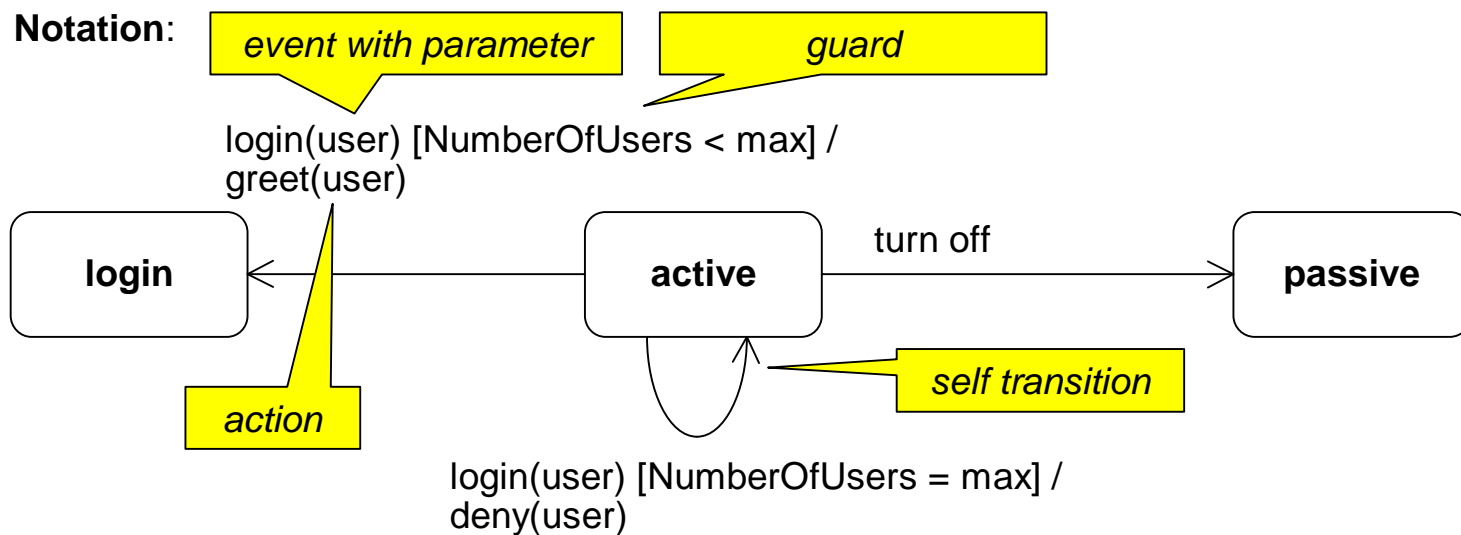 Notation:
event with parameter
guard
login(user) [NumberOfUsers < max] /
greet(user)
login
active
turn off
passive
action
self transition
login(user) [NumberOfUsers = max] /
deny(user)